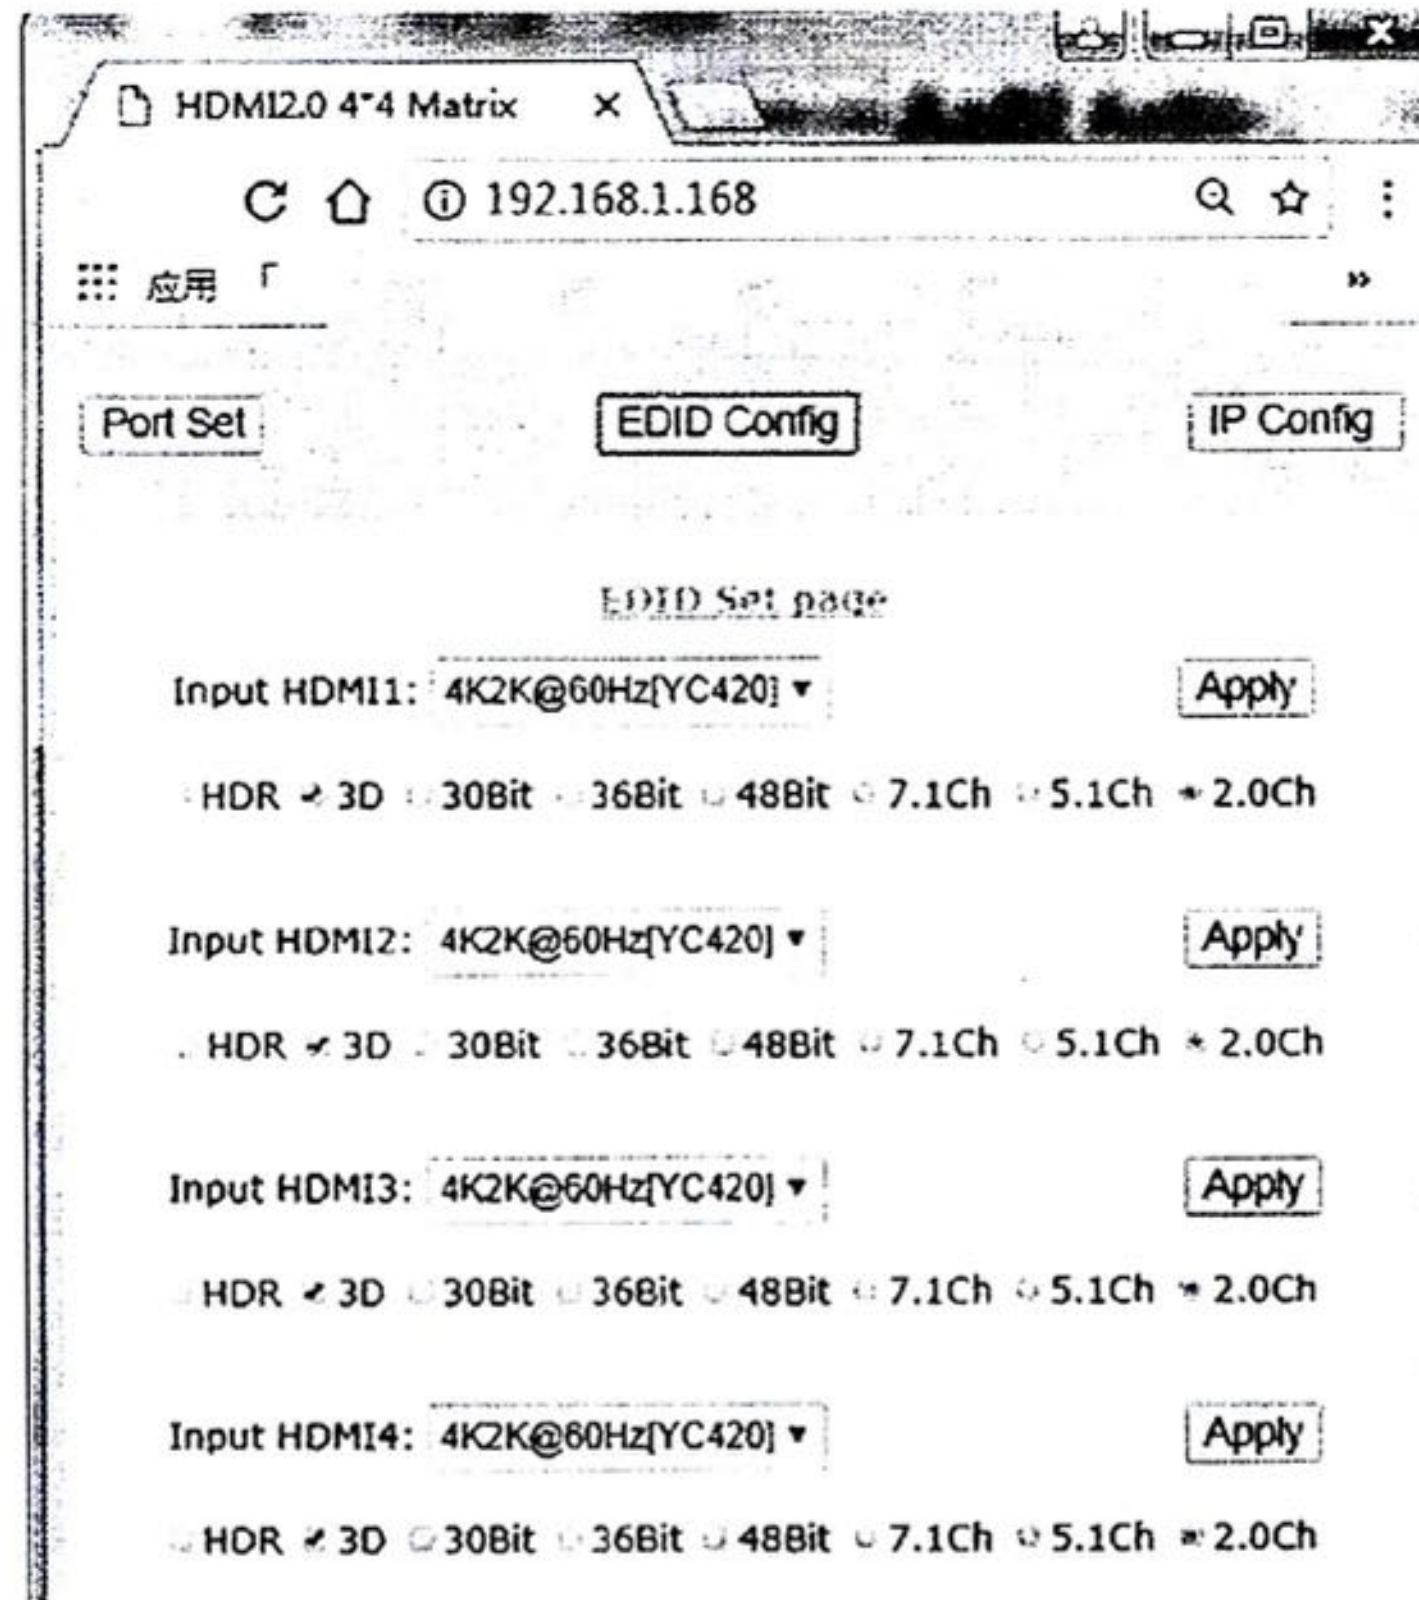 HDMI2.0 4*4 Matrix
192.168.1.168
应用
Port Set EDID Config IP Config
EDID Set page
Input HDMI1: 4K2K@60Hz[YC420] Apply
HDR 3D 30Bit 36Bit 48Bit 7.1Ch 5.1Ch 2.0Ch
Input HDMI2: 4K2K@60Hz[YC420] Apply
HDR 3D 30Bit 36Bit 48Bit 7.1Ch 5.1Ch 2.0Ch
Input HDMI3: 4K2K@60Hz[YC420] Apply
HDR 3D 30Bit 36Bit 48Bit 7.1Ch 5.1Ch 2.0Ch
Input HDMI4: 4K2K@60Hz[YC420] Apply
HDR 3D 30Bit 36Bit 48Bit 7.1Ch 5.1Ch 2.0Ch